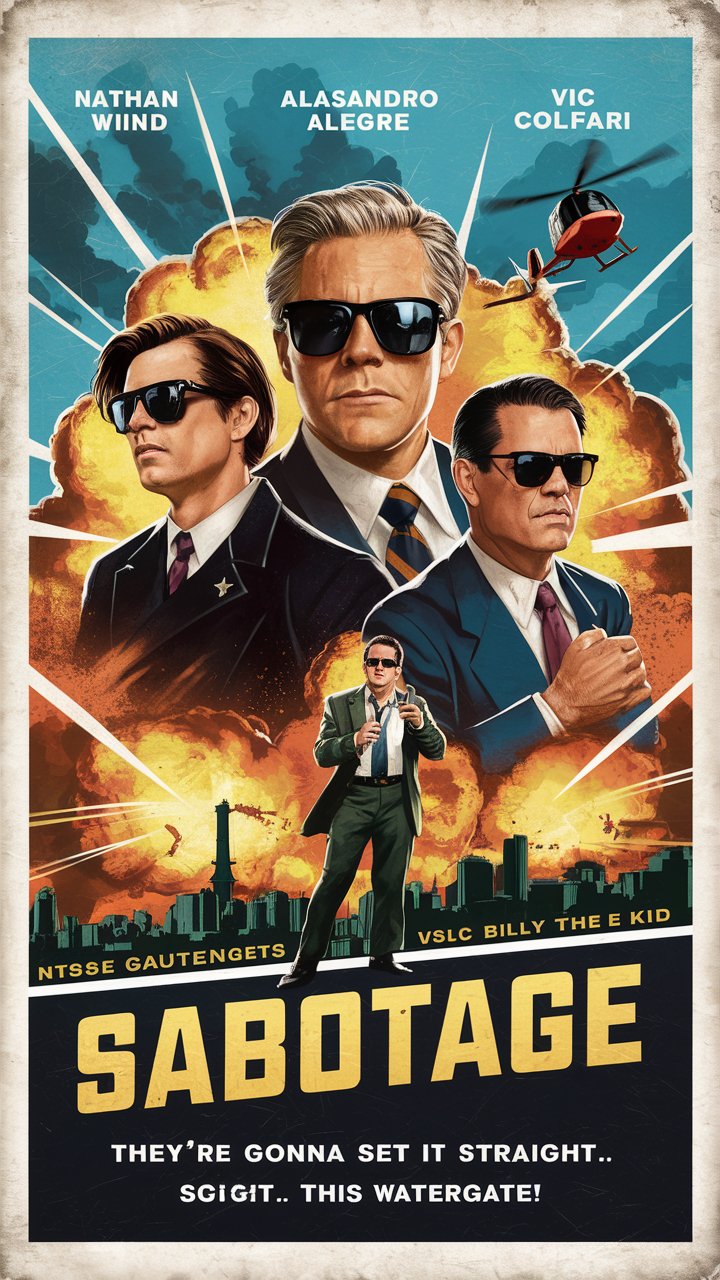 NATHAN
WIIND
ALASANDRO
ALEGRE
VIC
COLFARI
NTSSE GAUTENGETS
VSLC BILLY THE E KID
SABOTAGE
THEY'RE GONNA SET IT STRAIGHT..
SCIGIT.. THIS WATERGATE!